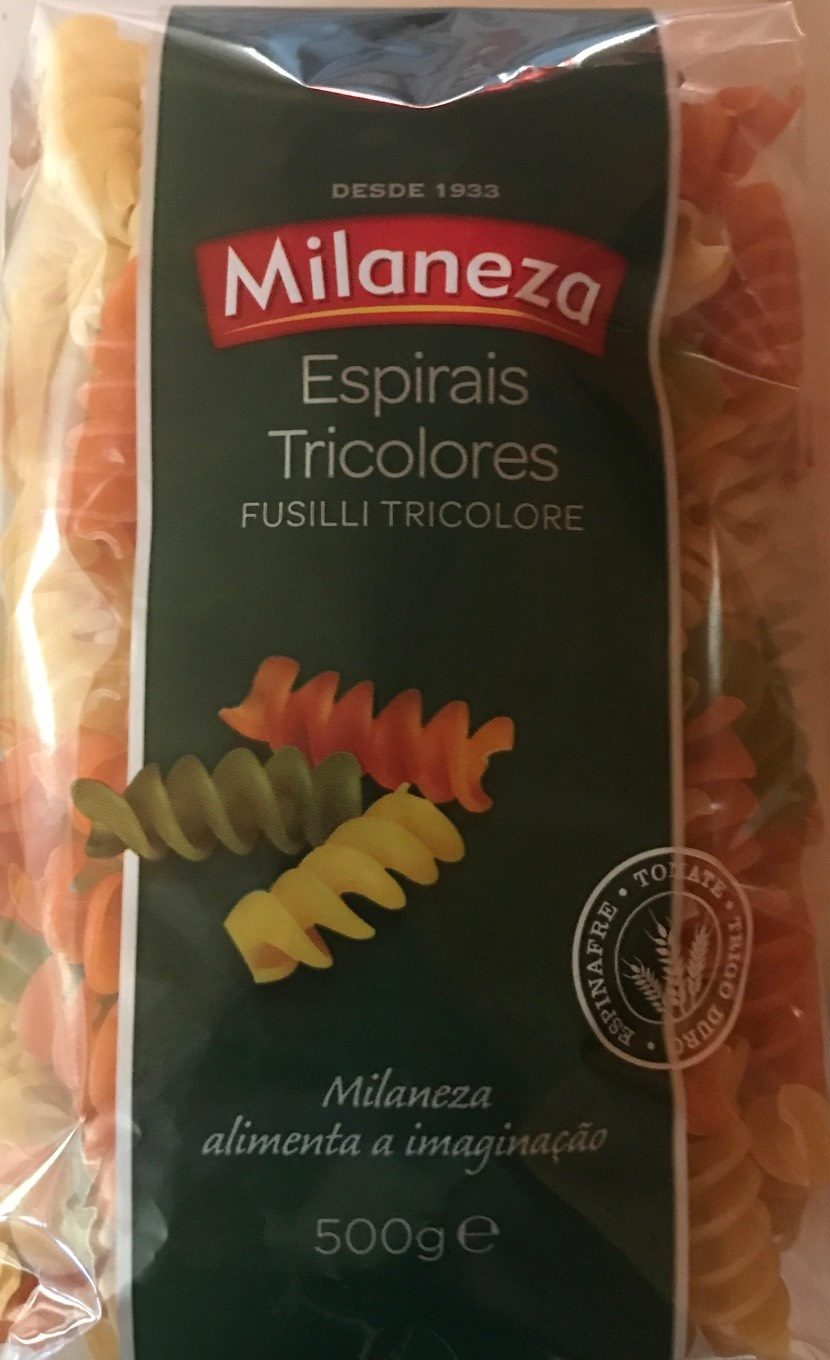 DESDE 1933
Milaneza
Espirais
Tricolores
FUSILLI TRICOLORE
ESPINAFRE • TOMATE • TRIGO DURO •
Milaneza
alimenta a imaginação
500g e